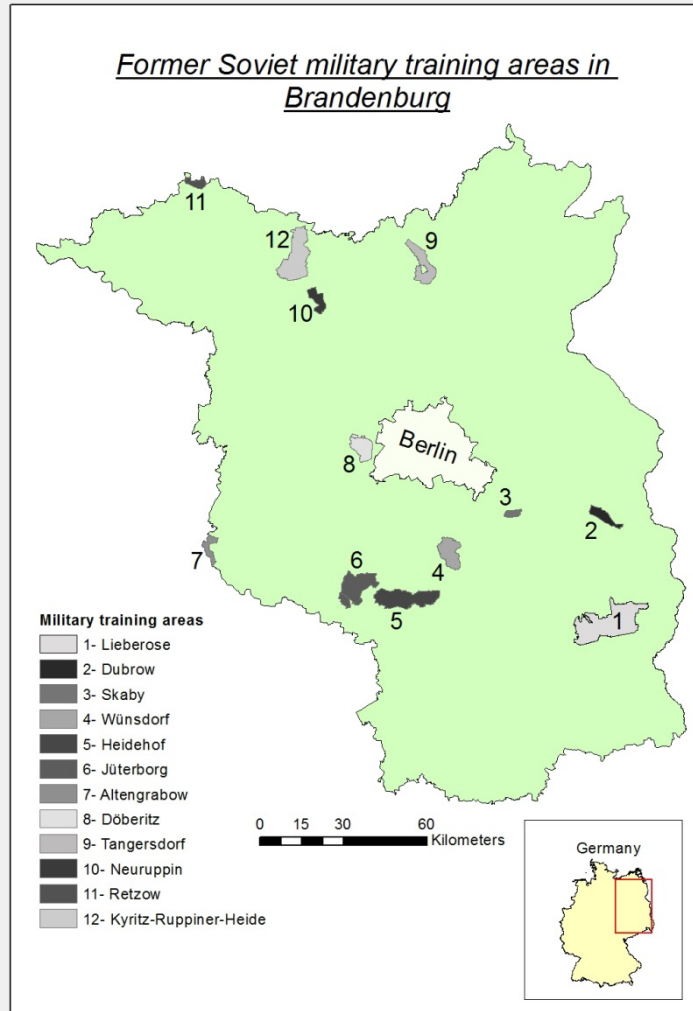 Former Soviet military training areas in
Brandenburg
11
12
9
10
Berlin
8
3
2
7
6
4
5
1
Military training areas
1- Lieberose
2- Dubrow
3- Skaby
4- Wünsdorf
5- Heidehof
6- Jüterborg
7- Altengrabow
8- Döberitz
9- Tangersdorf
10- Neuruppin
11- Retzow
12- Kyritz-Ruppiner-Heide
0 15 30 60
Kilometers
Germany